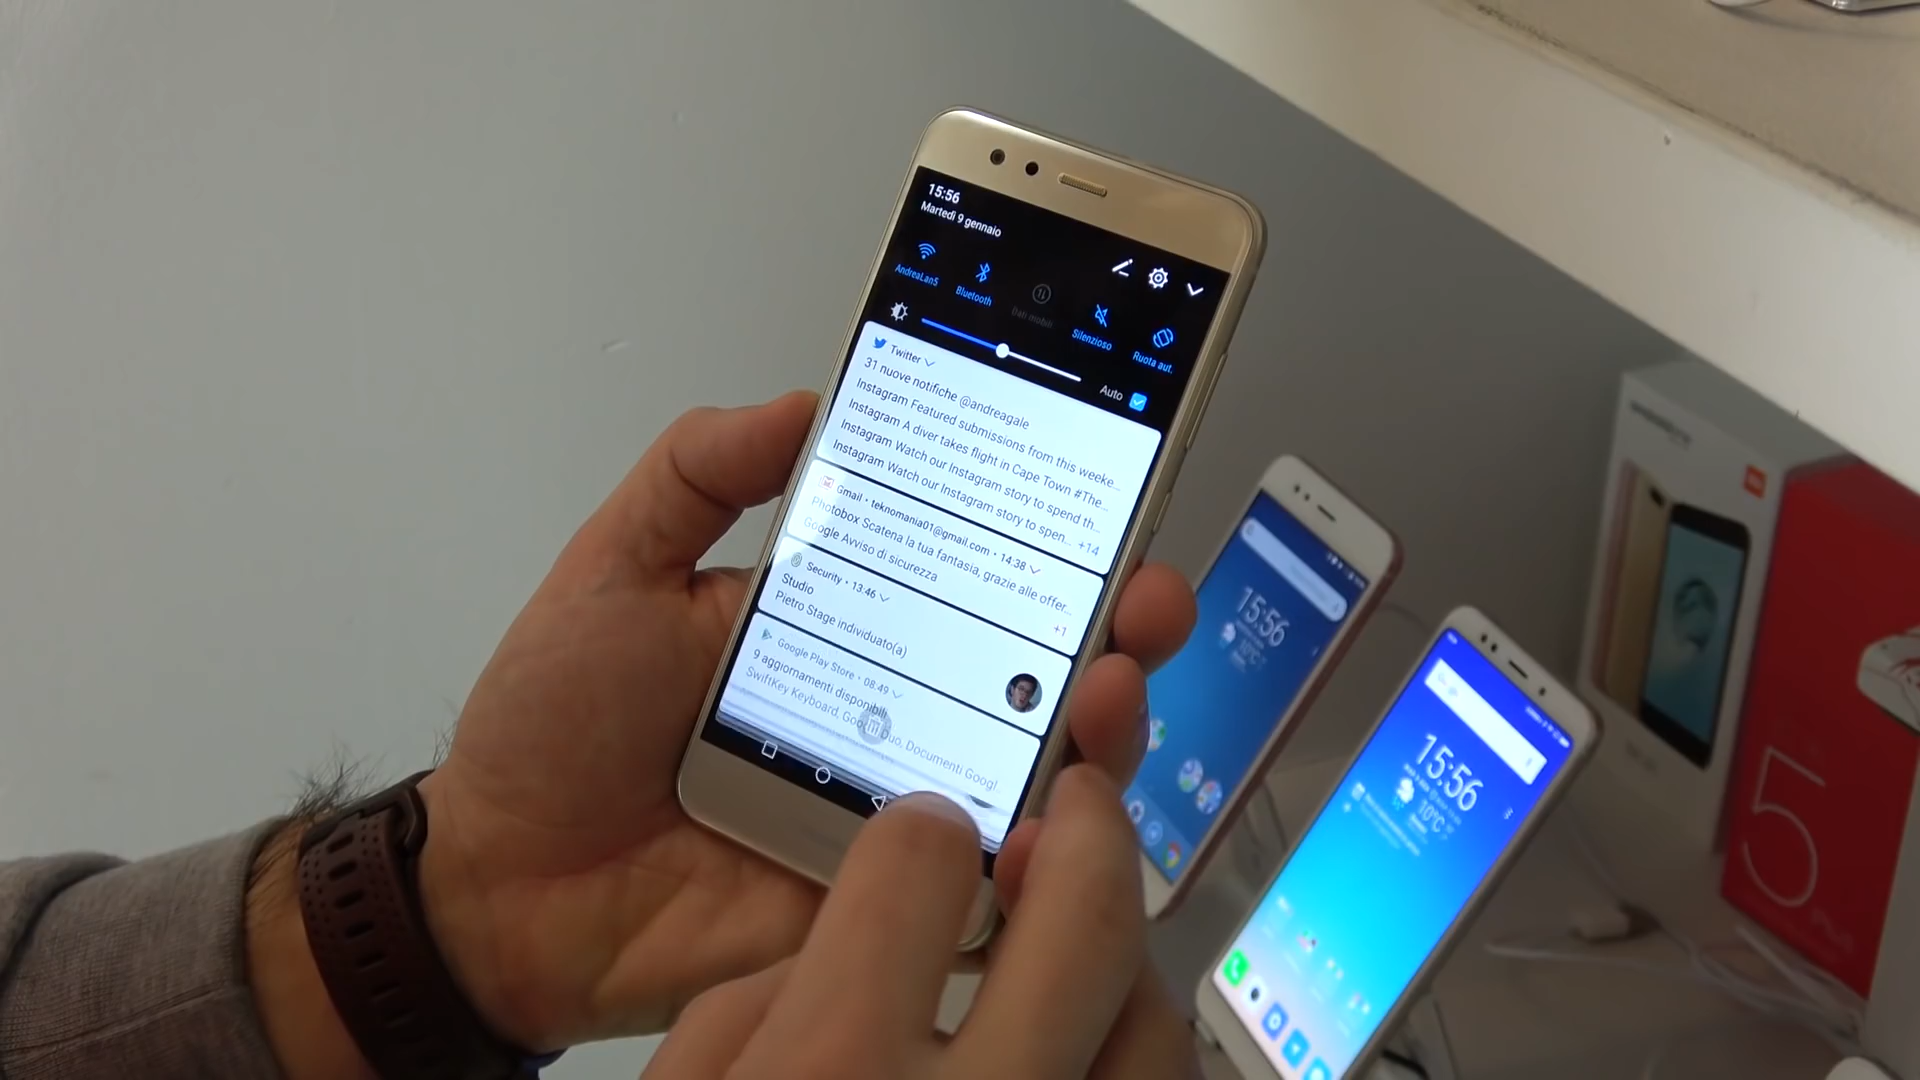 15:56
Martedì 9 gennaio
AndreaLan5
Bluetooth
Dati mobili
Silenzioso
Ruota aut.
Auto
Twitter
31 nuove notifiche @andreagale
Instagram Featured submissions from this weeke...
Instagram A diver takes flight in Cape Town #The...
Instagram Watch our Instagram story to spend th...
Instagram Watch our Instagram story to spen... +14
Gmail • teknomania01@gmail.com • 14:38
Photobox Scatena la tua fantasia, grazie alle offer...
Google Avviso di sicurezza
+1
Security • 13:46
Studio
Pietro Stage individuato(a)
Google Play Store • 08:49
9 aggiornamenti disponibili
SwiftKey Keyboard, Google Duo, Documenti Googl...
15:56
10°C
15:56
10°C
5